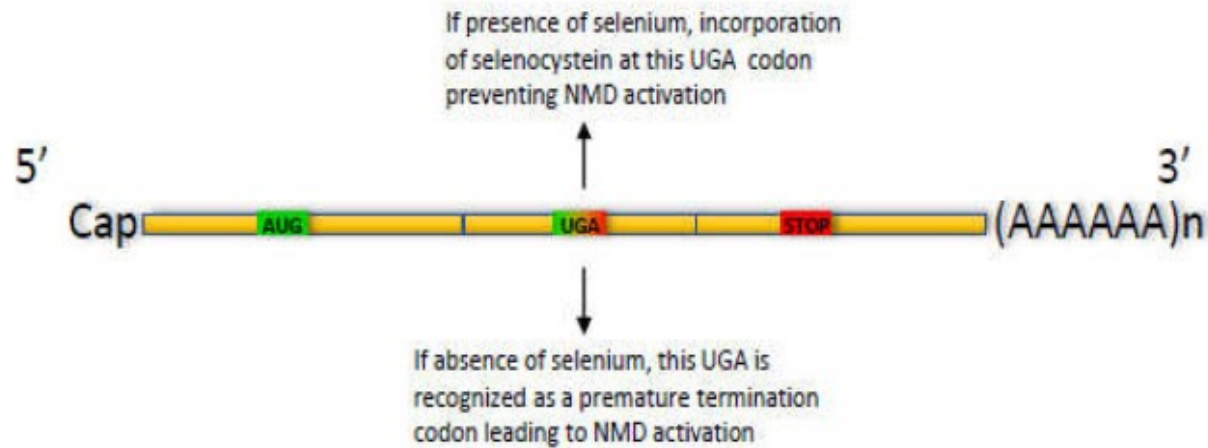 If presence of selenium, incorporation
of selenocystein at this UGA codon
preventing NMD activation
5′ 3′
Cap AUG UGA STOP (AAAAAA)n
If absence of selenium, this UGA is
recognized as a premature termination
codon leading to NMD activation